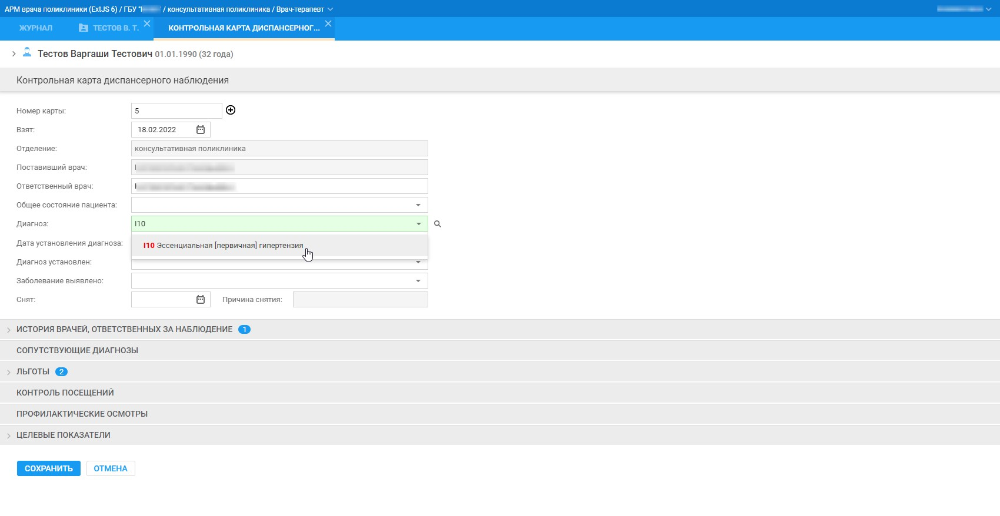 АРМ врача поликлиники (ExtJS 6) / ГБУ " " / консультативная поликлиника / Врач-терапевт
ЖУРНАЛ ТЕСТОВ В. Т. КОНТРОЛЬНАЯ КАРТА ДИСПАНСЕРНОГ...
Тестов Варгаши Тестович 01.01.1990 (32 года)
Контрольная карта диспансерного наблюдения
Номер карты: 5
Взят: 18.02.2022
Отделение: консультативная поликлиника
Поставивший врач:
Ответственный врач:
Общее состояние пациента:
Диагноз: I10
I10 Эссенциальная [первичная] гипертензия
Дата установления диагноза:
Диагноз установлен:
Заболевание выявлено:
Снят: Причина снятия:
ИСТОРИЯ ВРАЧЕЙ, ОТВЕТСТВЕННЫХ ЗА НАБЛЮДЕНИЕ 1
СОПУТСТВУЮЩИЕ ДИАГНОЗЫ
ЛЬГОТЫ 2
КОНТРОЛЬ ПОСЕЩЕНИЙ
ПРОФИЛАКТИЧЕСКИЕ ОСМОТРЫ
ЦЕЛЕВЫЕ ПОКАЗАТЕЛИ
СОХРАНИТЬ ОТМЕНА